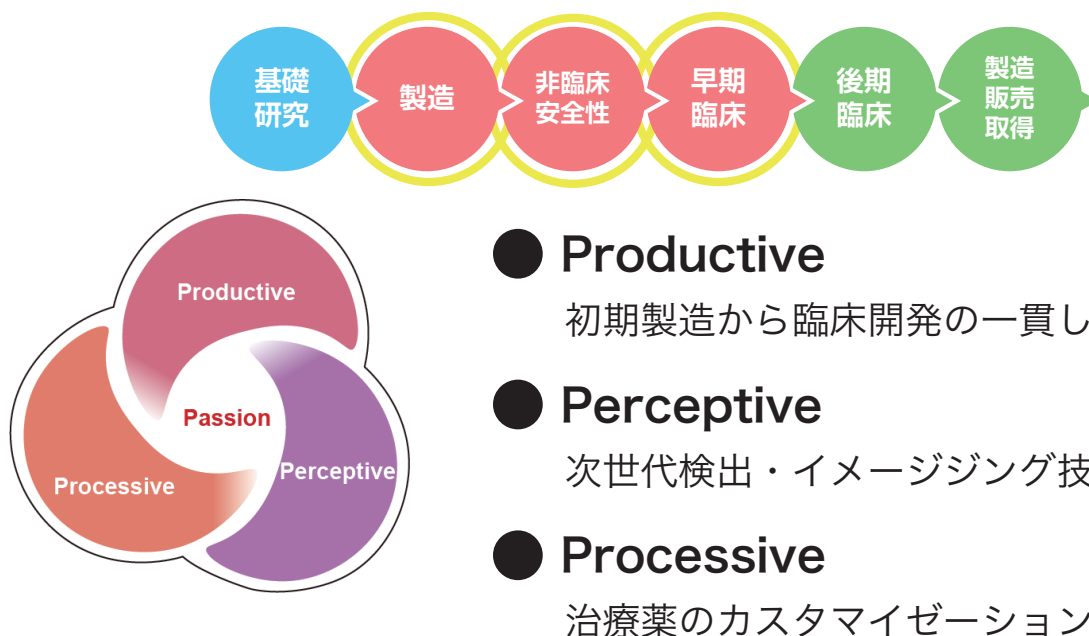 基礎
研究
製造
非臨床
安全性
早期
臨床
後期
臨床
製造
販売
取得
Productive
Passion
Processive
Perceptive
● Productive
初期製造から臨床開発の一貫し
● Perceptive
次世代検出・イメージジング技
● Processive
治療薬のカスタマイゼーション